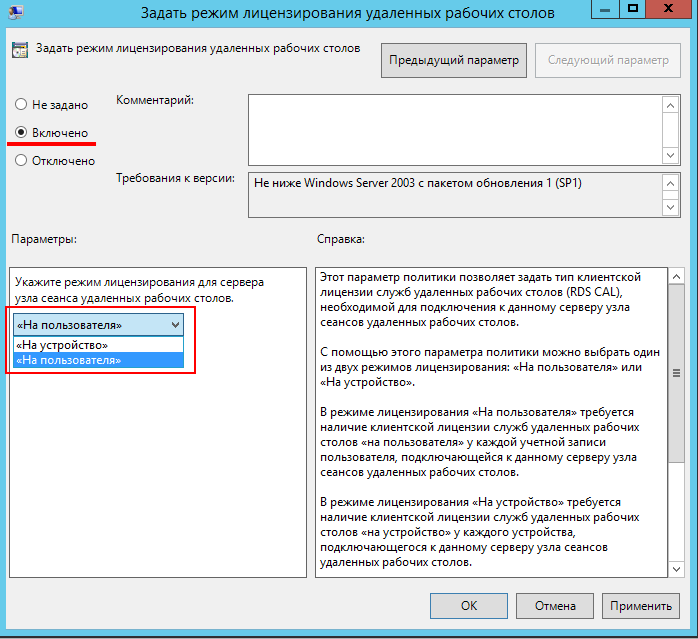 Задать режим лицензирования удаленных рабочих столов
Задать режим лицензирования удаленных рабочих столов
Предыдущий параметр
Следующий параметр
Не задано
Включено
Отключено
Комментарий:
Требования к версии:
Не ниже Windows Server 2003 с пакетом обновления 1 (SP1)
Параметры:
Справка:
Укажите режим лицензирования для сервера
узла сеанса удаленных рабочих столов.
«На пользователя»
«На устройство»
«На пользователя»
Этот параметр политики позволяет задать тип клиентской
лицензии служб удаленных рабочих столов (RDS CAL),
необходимой для подключения к данному серверу узла
сеансов удаленных рабочих столов.
С помощью этого параметра политики можно выбрать один
из двух режимов лицензирования: «На пользователя» или
«На устройство».
В режиме лицензирования «На пользователя» требуется
наличие клиентской лицензии служб удаленных рабочих
столов «на пользователя» у каждой учетной записи
пользователя, подключающейся к данному серверу узла
сеансов удаленных рабочих столов.
В режиме лицензирования «На устройство» требуется
наличие клиентской лицензии служб удаленных рабочих
столов «на устройство» у каждого устройства,
подключающегося к данному серверу узла сеансов
удаленных рабочих столов.
ОК
Отмена
Применить